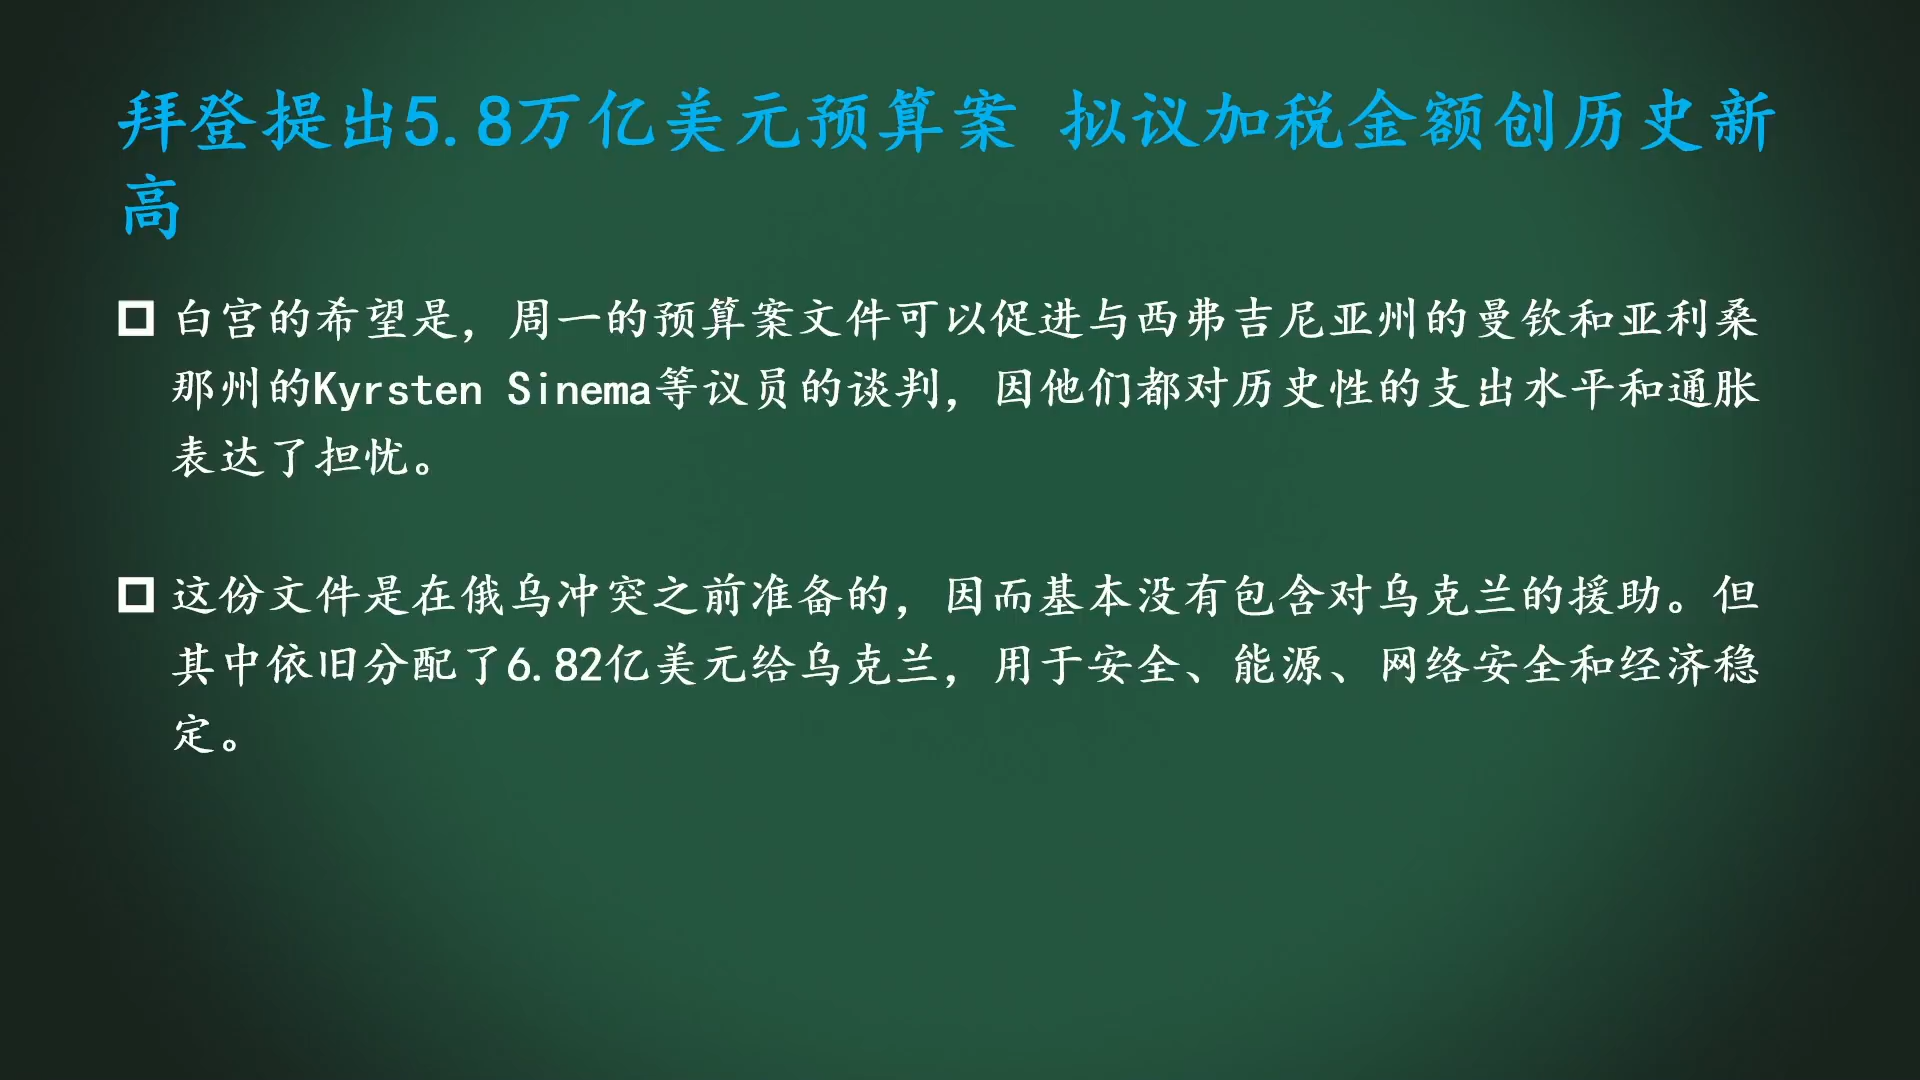 拜登提出5.8万亿美元预算案 拟议加税金额创历史新
高
白宫的希望是，周一的预算案文件可以促进与西弗吉尼亚州的曼钦和亚利桑
那州的Kyrsten Sinema等议员的谈判，因他们都对历史性的支出水平和通胀
表达了担忧。
这份文件是在俄乌冲突之前准备的，因而基本没有包含对乌克兰的援助。但
其中依旧分配了6.82亿美元给乌克兰，用于安全、能源、网络安全和经济稳
定。